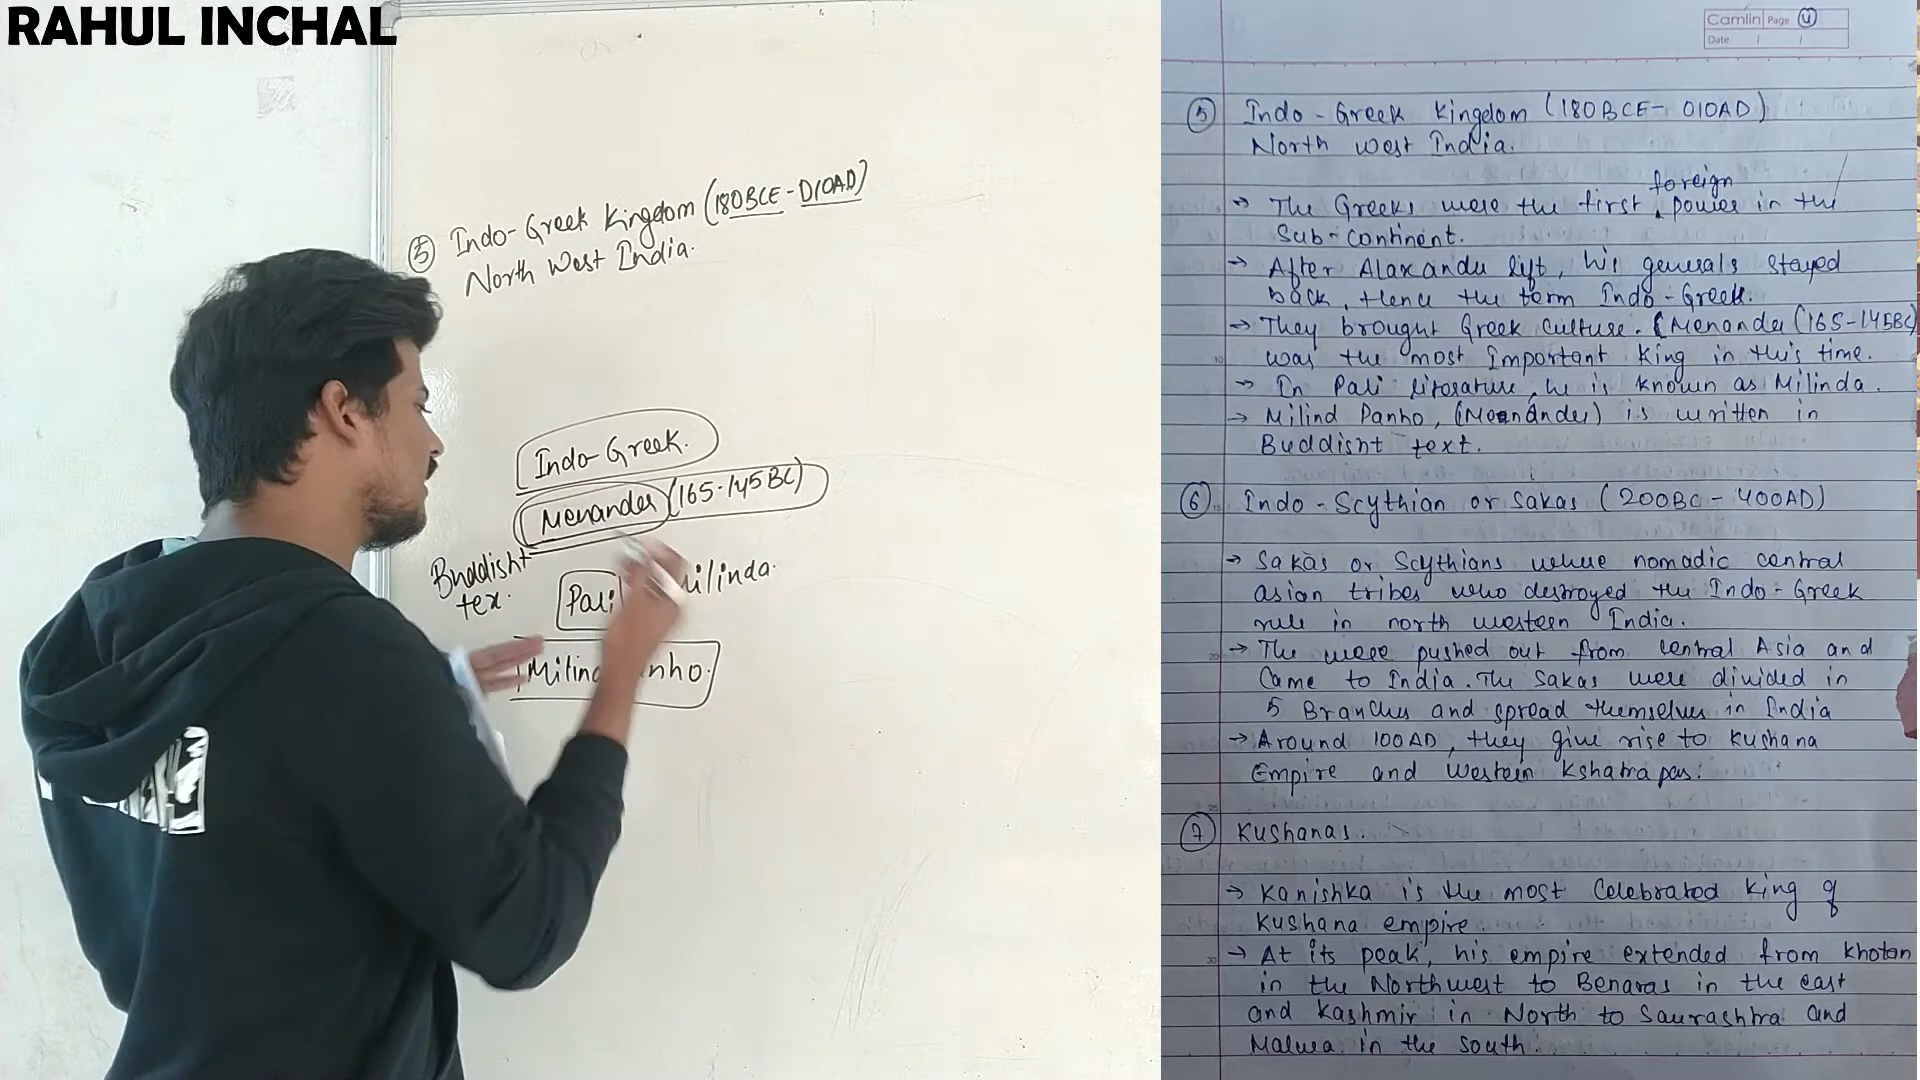 RAHUL INCHAL
5 Indo-Greek Kingdom (180BCE-010AD)
North West India.
Indo-Greek.
Menander (165-145BC)
Buddisht
tex.
Pali
Camlin Page 4
Date / /
5 Indo-Greek Kingdom (180BCE-010AD)
North west India.
foreign
→ The Greeks were the first power in the
Sub-continent.
→ After Alaxander left, his generals stayed
back. Hence the term Indo-Greek.
→ They brought Greek culture. (Menander (165-145BC)
was the most Important King in this time.
→ In Pali literature, he is known as Milinda.
→ Milind Panho, (Menander) is written in
Buddisht text.
6 Indo-Scythian or Sakas (200BC-400AD)
→ Sakas or Scythians where nomadic central
asian tribes who destroyed the Indo-Greek
rule in north western India.
→ The were pushed out from central Asia and
Came to India. The Sakas were divided in
5 Branches and spread themselves in India
→ Around 100AD, they give rise to Kushana
Empire and western Kshatrapas.
7 Kushanas.
→ Kanishka is the most Celebrated King of
Kushana empire.
→ At its peak, his empire extended from Khotan
in the Northwest to Benaras in the east
and Kashmir in North to Saurashtra and
Malwa in the south.